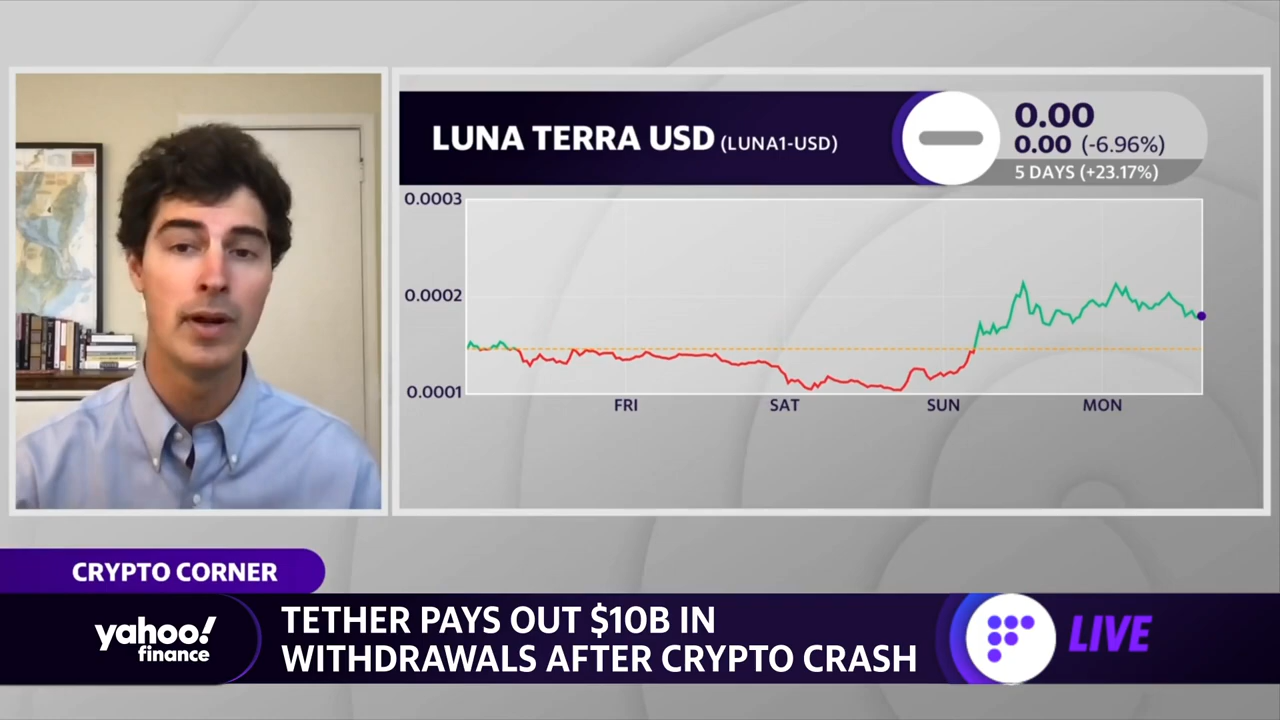 LUNA TERRA USD (LUNA1-USD)
0.00
0.00 (-6.96%)
5 DAYS (+23.17%)
0.0003
0.0002
0.0001
FRI SAT SUN MON
CRYPTO CORNER
yahoo!
finance
TETHER PAYS OUT $10B IN
WITHDRAWALS AFTER CRYPTO CRASH
LIVE